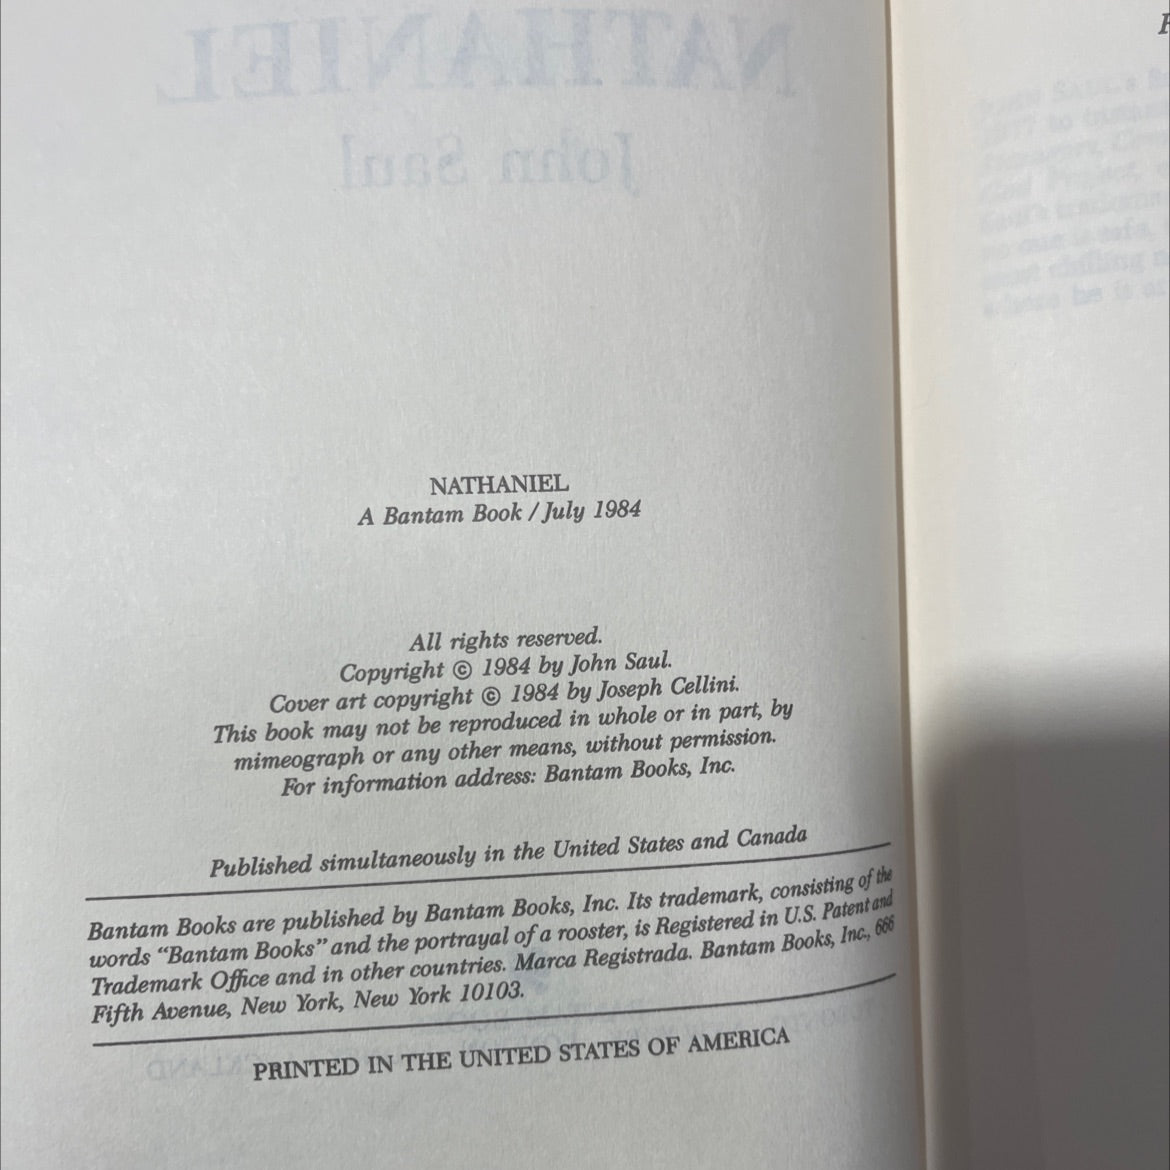 NATHANIEL
John Saul
NATHANIEL
A Bantam Book / July 1984
All rights reserved.
Copyright © 1984 by John Saul.
Cover art copyright © 1984 by Joseph Cellini.
This book may not be reproduced in whole or in part, by
mimeograph or any other means, without permission.
For information address: Bantam Books, Inc.
Published simultaneously in the United States and Canada
Bantam Books are published by Bantam Books, Inc. Its trademark, consisting of the
words “Bantam Books” and the portrayal of a rooster, is Registered in U.S. Patent and
Trademark Office and in other countries. Marca Registrada. Bantam Books, Inc., 666
Fifth Avenue, New York, New York 10103.
PRINTED IN THE UNITED STATES OF AMERICA